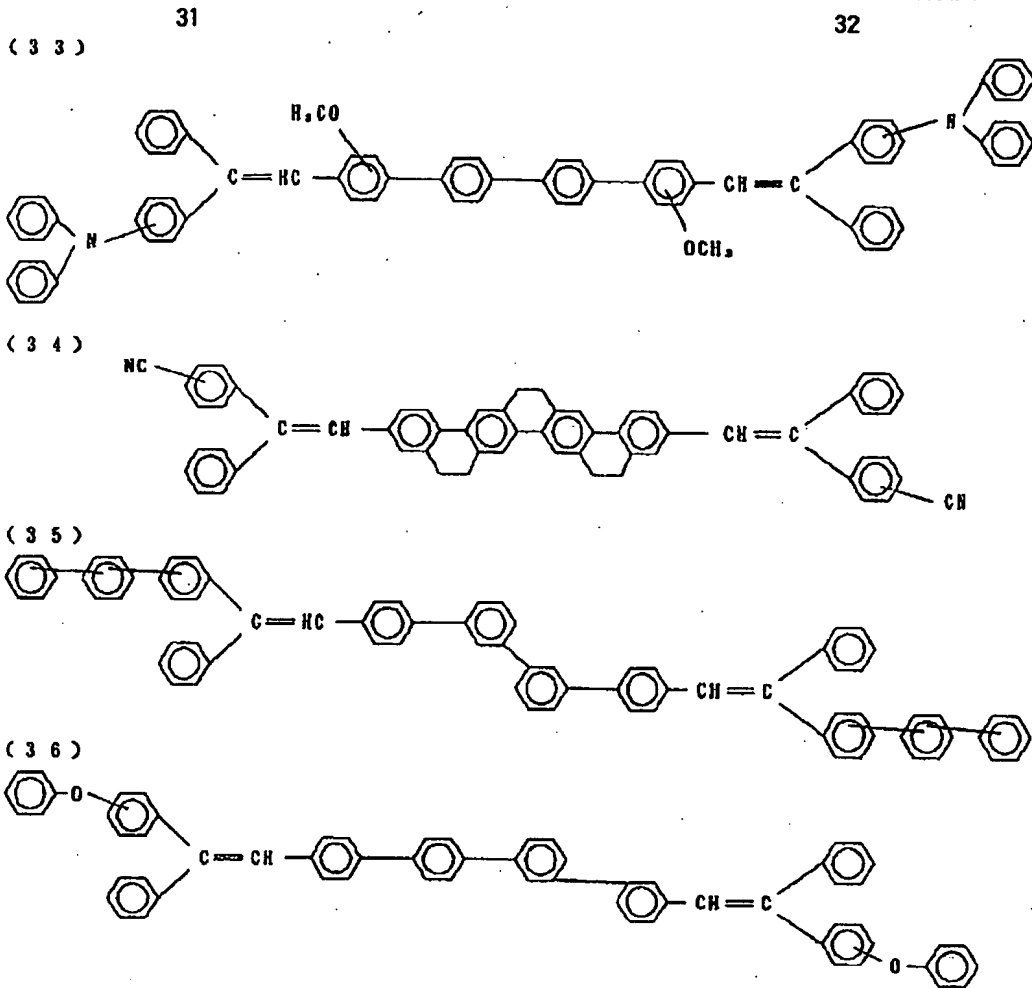 31
32
(33)
H₃CO
N
C=HC
CH=C
N
OCH₃
(34)
NC
C=CH
CH=C
CN
(35)
C=HC
CH=C
(36)
O
C=CH
CH=C
O